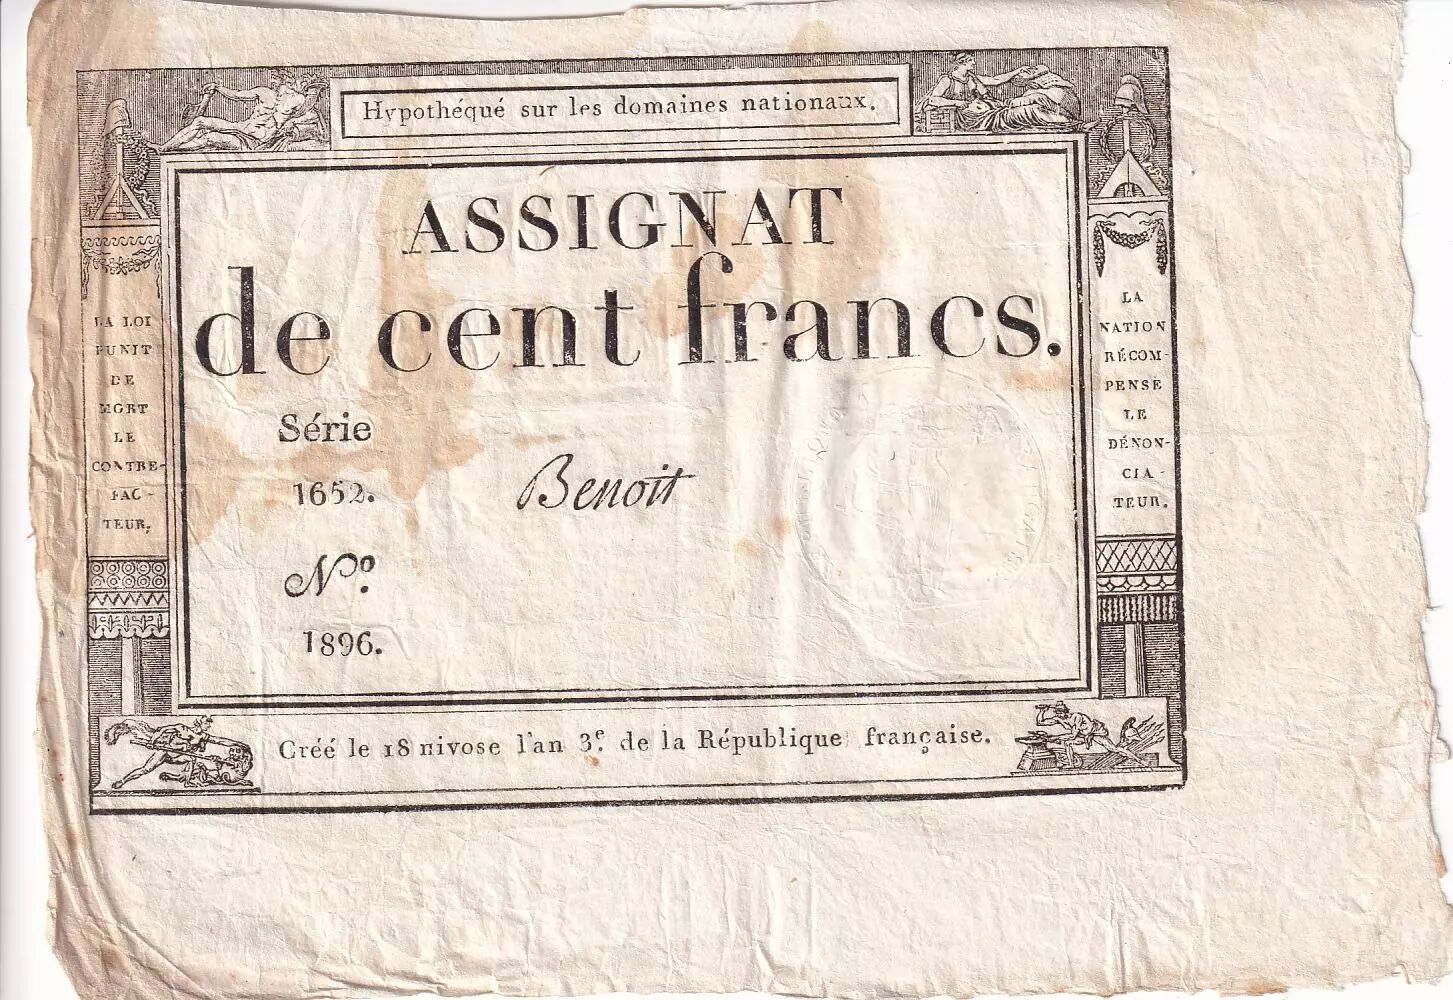 Hypothéqué sur les domaines nationaux.
ASSIGNAT
de cent francs.
Série
1652.
Benoit
Nº.
1896.
LA LOI
PUNIT
DE
MORT
LE
CONTRE-
FAC-
TEUR.
LA
NATION
RÉCOM-
PENSE
LE
DÉNON-
CIA-
TEUR.
Créé le 18 nivose l'an 3e. de la République française.